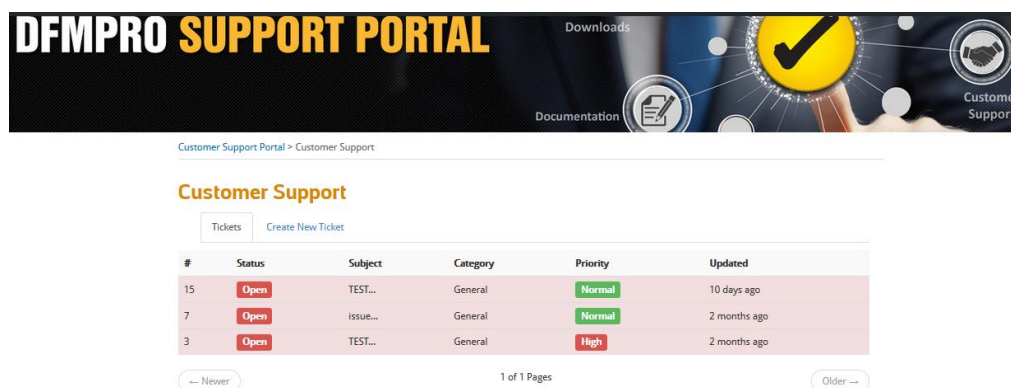 DFMPRO SUPPORT PORTAL
Downloads
Documentation
Custome
Suppor
Customer Support Portal > Customer Support
Customer Support
Tickets Create New Ticket
# Status Subject Category Priority Updated
15 Open TEST... General Normal 10 days ago
7 Open issue... General Normal 2 months ago
3 Open TEST... General High 2 months ago
← Newer 1 of 1 Pages Older →